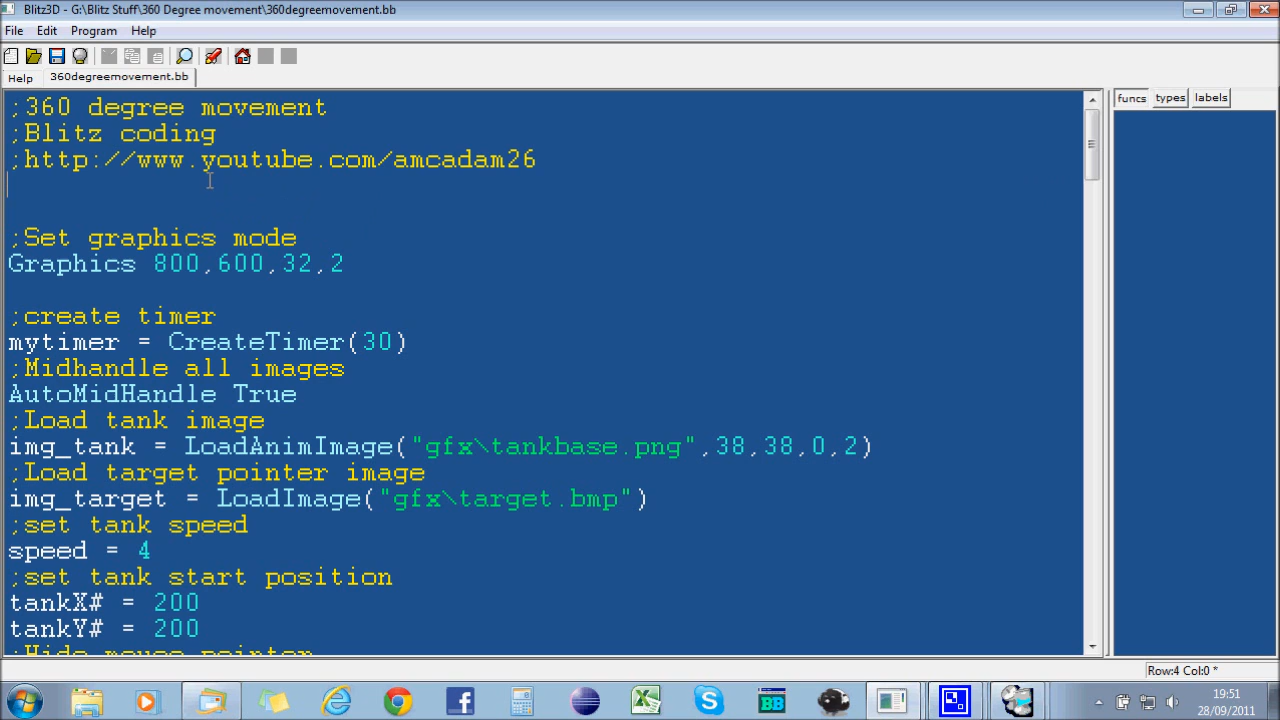 Blitz3D - G:\Blitz Stuff\360 Degree movement\360degreemovement.bb
File Edit Program Help
Help 360degreemovement.bb
funcs types labels
;360 degree movement
;Blitz coding
;http://www.youtube.com/amcadam26
;Set graphics mode
Graphics 800,600,32,2
;create timer
mytimer = CreateTimer(30)
;Midhandle all images
AutoMidHandle True
;Load tank image
img_tank = LoadAnimImage("gfx\tankbase.png",38,38,0,2)
;Load target pointer image
img_target = LoadImage("gfx\target.bmp")
;set tank speed
speed = 4
;set tank start position
tankX# = 200
tankY# = 200
;Hide mouse pointer
Row:4 Col:0 *
19:51
28/09/2011